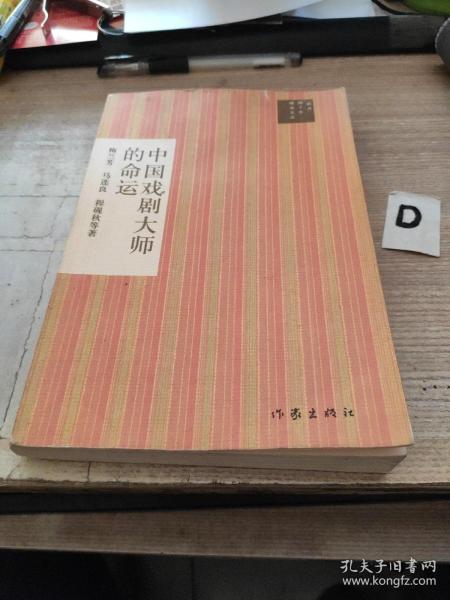 中国戏剧大师
的命运
梅兰芳 马连良 程砚秋等著
作家出版社
D
孔夫子旧书网
www.kongfz.com